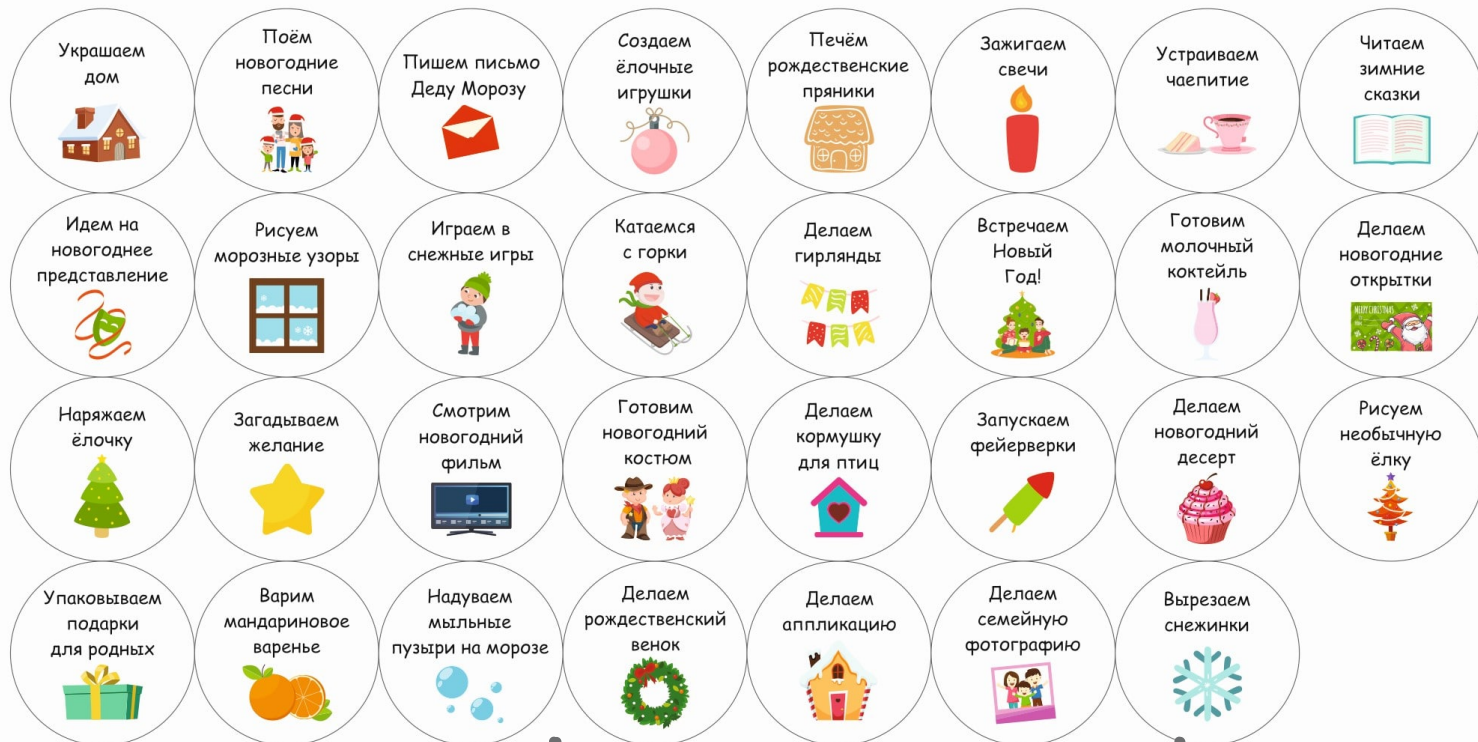 Украшаем
дом
Поём
новогодние
песни
Пишем письмо
Деду Морозу
Создаем
ёлочные
игрушки
Печём
рождественские
пряники
Зажигаем
свечи
Устраиваем
чаепитие
Читаем
зимние
сказки
Идем на
новогоднее
представление
Рисуем
морозные узоры
Играем в
снежные игры
Катаемся
с горки
Делаем
гирлянды
Встречаем
Новый
Год!
Готовим
молочный
коктейль
Делаем
новогодние
открытки
MERRY CHRISTMAS
Наряжаем
ёлочку
Загадываем
желание
Смотрим
новогодний
фильм
Готовим
новогодний
костюм
Делаем
кормушку
для птиц
Запускаем
фейерверки
Делаем
новогодний
десерт
Рисуем
необычную
ёлку
Упаковываем
подарки
для родных
Варим
мандариновое
варенье
Надуваем
мыльные
пузыри на морозе
Делаем
рождественский
венок
Делаем
аппликацию
Делаем
семейную
фотографию
Вырезаем
снежинки